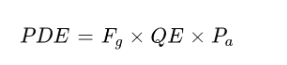 PDE = F_g × QE × P_a